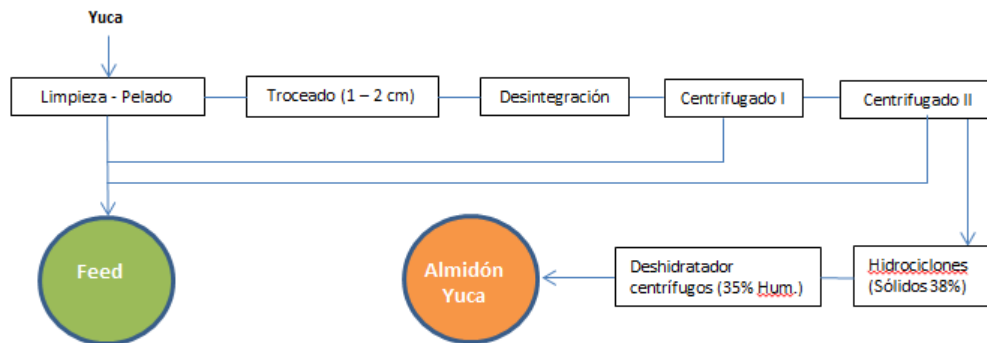 Yuca
Limpieza - Pelado
Troceado (1 – 2 cm)
Desintegración
Centrifugado I
Centrifugado II
Feed
Almidón
Yuca
Deshidratador
centrífugos (35% Hum.)
Hidrociclones
(Sólidos 38%)